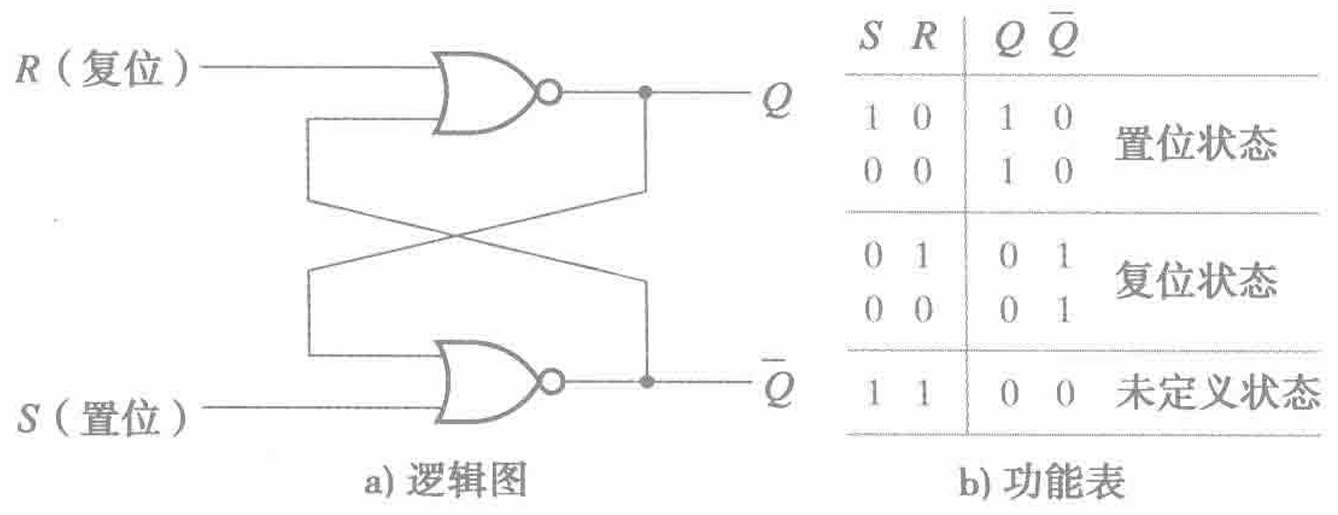 R（复位）
Q
S（置位）
Q̅
a) 逻辑图
S R Q Q̅
1 0 1 0 置位状态
0 0 1 0
0 1 0 1 复位状态
0 0 0 1
1 1 0 0 未定义状态
b) 功能表